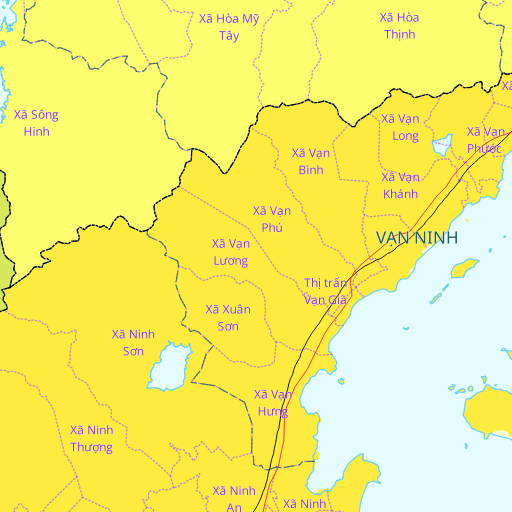 Xã Hòa Mỹ
Tây
Xã Hòa
Thịnh
Xã Sông
Hinh
Xã Vạn
Long
Xã Vạn
Phước
Xã Vạn
Bình
Xã Vạn
Khánh
Xã Vạn
Phú
VẠN NINH
Xã Vạn
Lương
Thị trấn
Vạn Giã
Xã Xuân
Sơn
Xã Ninh
Sơn
Xã Vạn
Hưng
Xã Ninh
Thượng
Xã Ninh
An
Xã Ninh